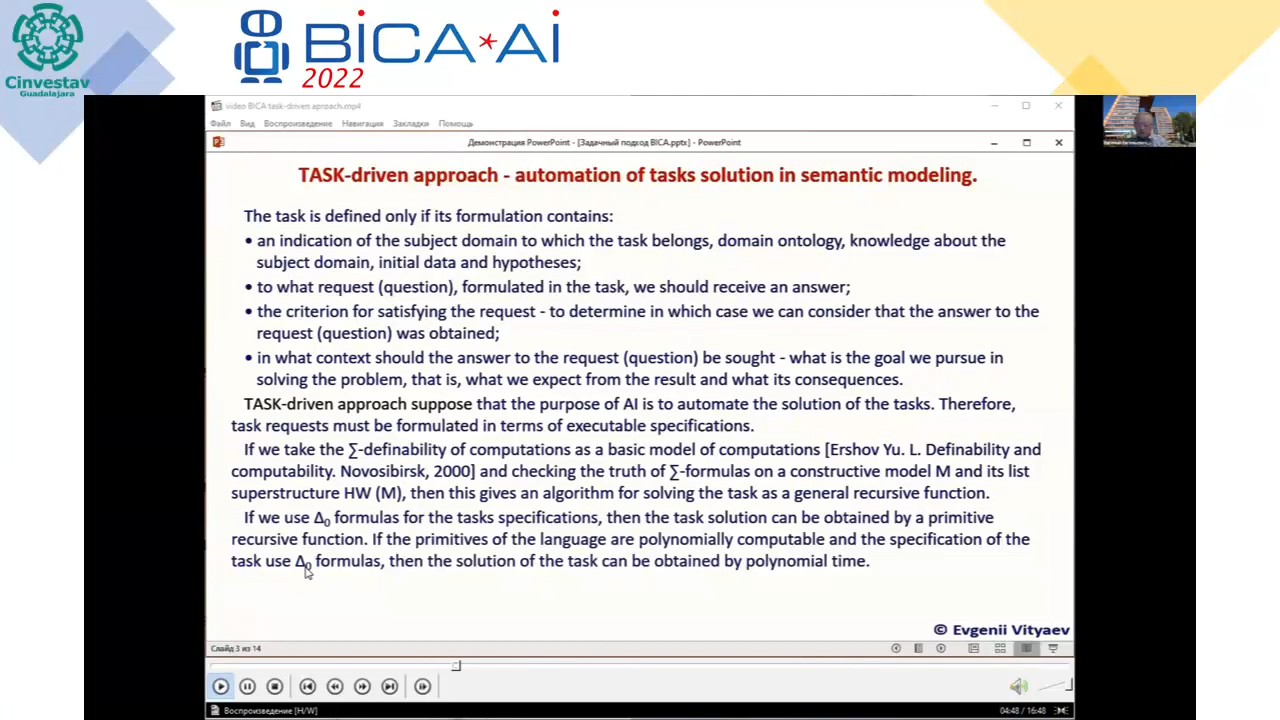 Cinvestav
Guadalajara
BiCA*Ai
2022
video BICA task-driven aproach.mp4
Файл Вид Воспроизведение Навигация Закладки Помощь
Демонстрация PowerPoint - [Задачный подход BICA.pptx] - PowerPoint
TASK-driven approach - automation of tasks solution in semantic modeling.
The task is defined only if its formulation contains:
• an indication of the subject domain to which the task belongs, domain ontology, knowledge about the
subject domain, initial data and hypotheses;
• to what request (question), formulated in the task, we should receive an answer;
• the criterion for satisfying the request - to determine in which case we can consider that the answer to the
request (question) was obtained;
• in what context should the answer to the request (question) be sought - what is the goal we pursue in
solving the problem, that is, what we expect from the result and what its consequences.
TASK-driven approach suppose that the purpose of AI is to automate the solution of the tasks. Therefore,
task requests must be formulated in terms of executable specifications.
If we take the ∑-definability of computations as a basic model of computations [Ershov Yu. L. Definability and
computability. Novosibirsk, 2000] and checking the truth of ∑-formulas on a constructive model M and its list
superstructure HW (M), then this gives an algorithm for solving the task as a general recursive function.
If we use Δ₀ formulas for the tasks specifications, then the task solution can be obtained by a primitive
recursive function. If the primitives of the language are polynomially computable and the specification of the
task use Δ₀ formulas, then the solution of the task can be obtained by polynomial time.
© Evgenii Vityaev
Слайд 3 из 14
Воспроизведение [H/W]
04:48 / 16:48